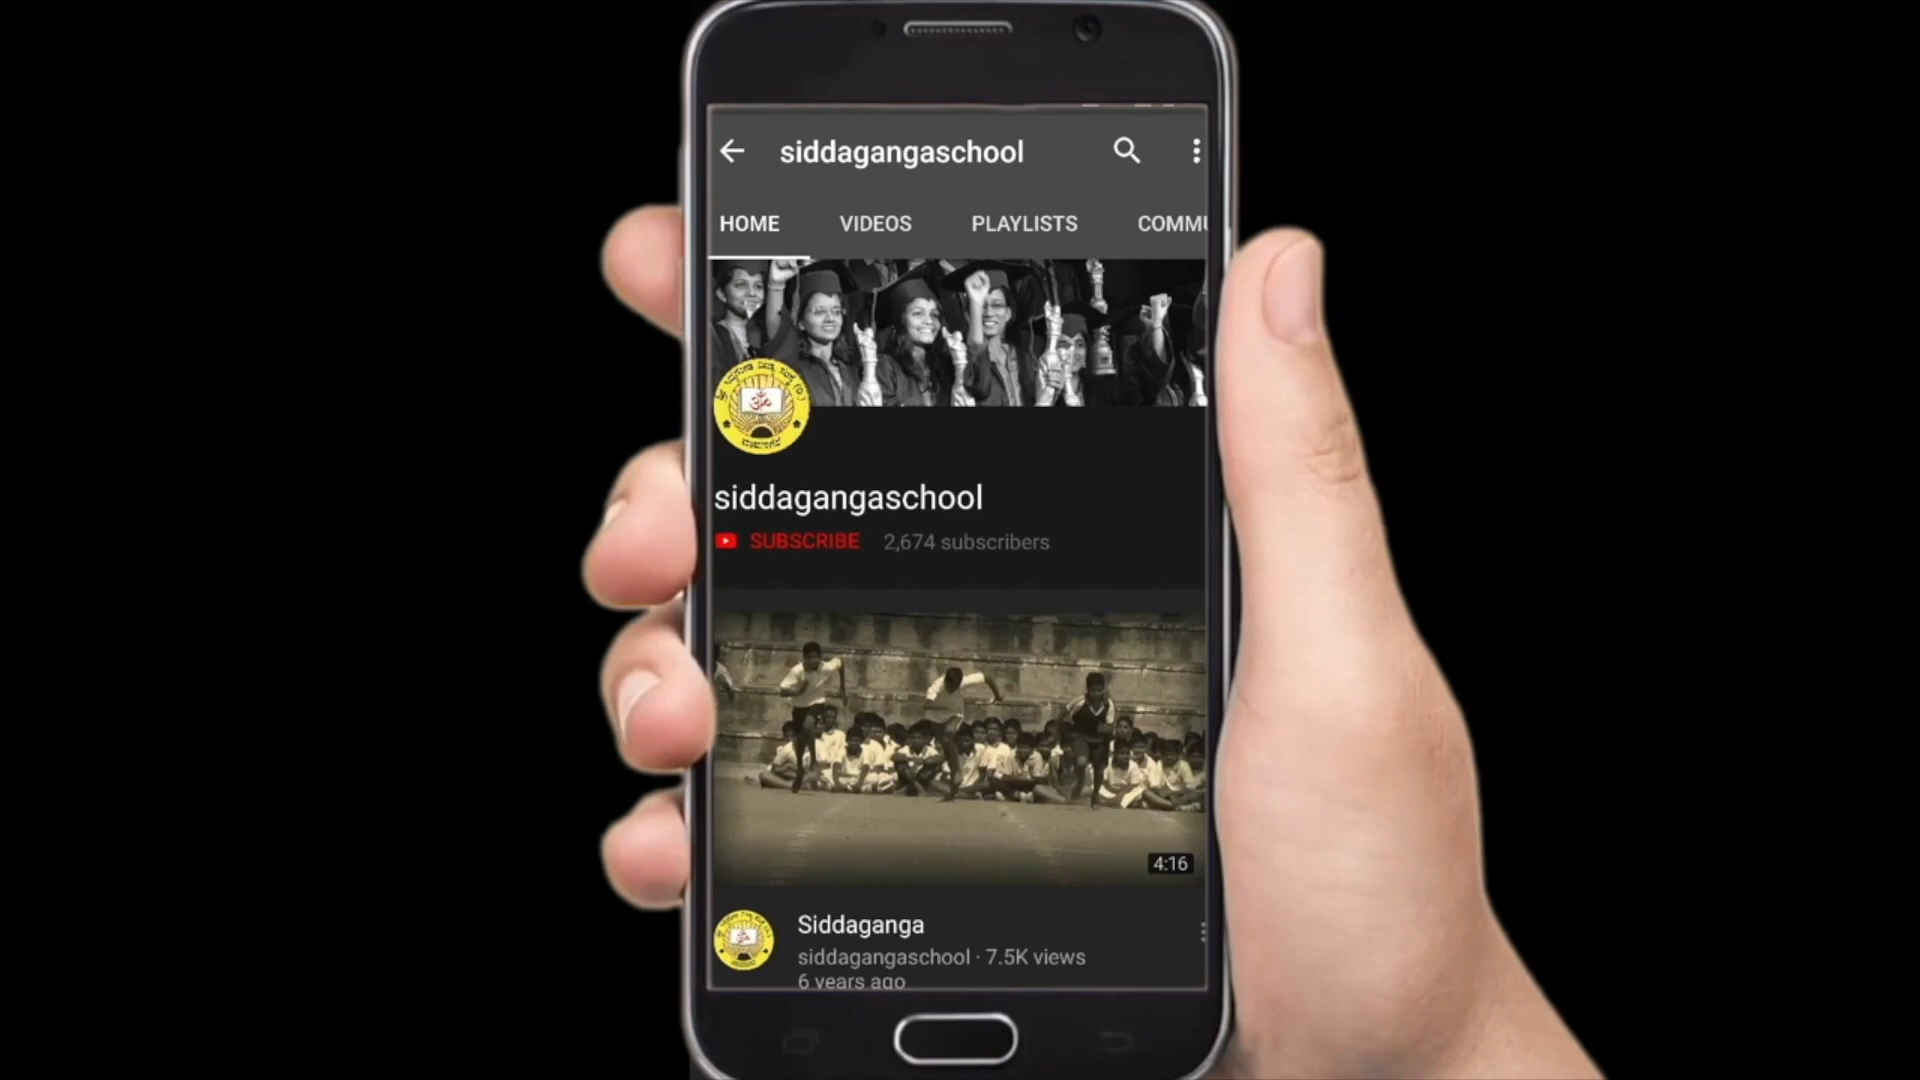 siddagangaschool
HOME VIDEOS PLAYLISTS COMMU
siddagangaschool
SUBSCRIBE 2,674 subscribers
4:16
Siddaganga
siddagangaschool · 7.5K views
6 years ago